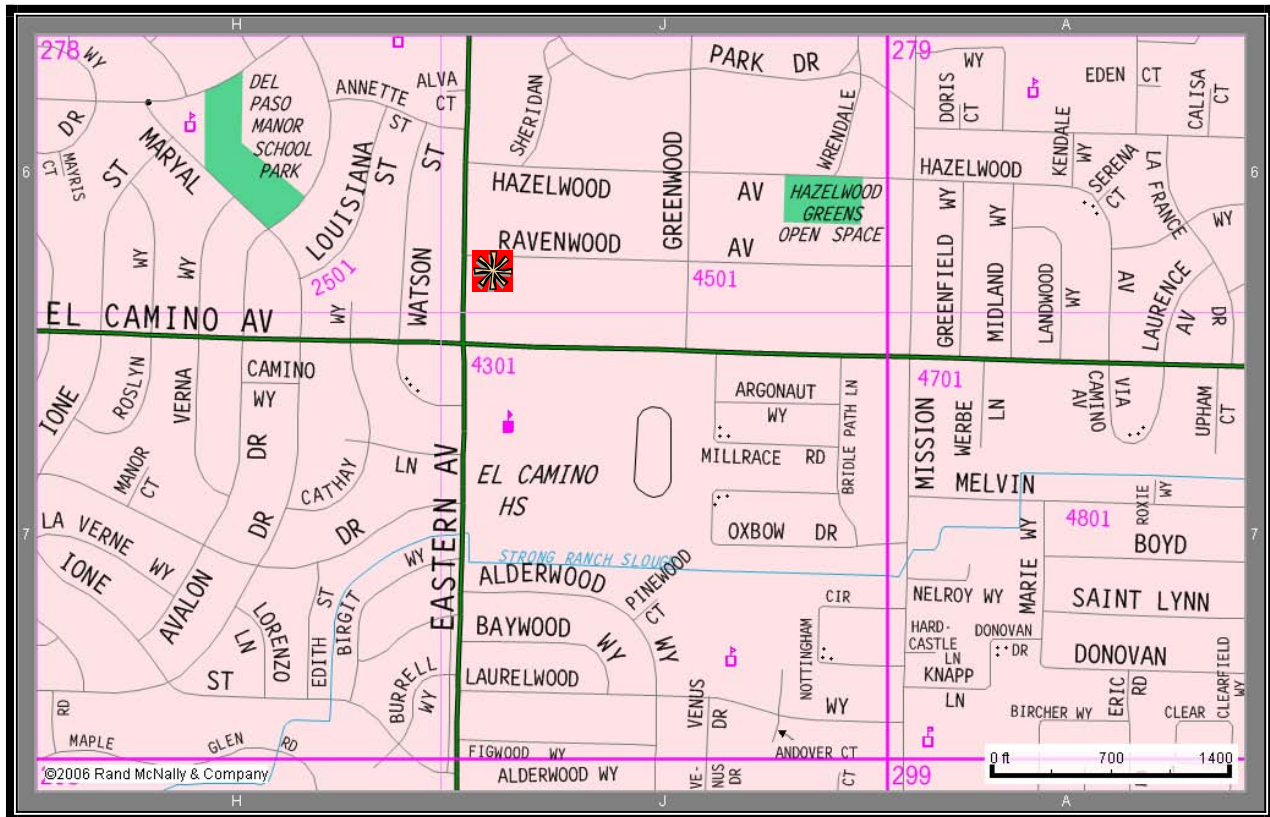 H
J
A
278
279
WY
DR
CT
MAYRIS
ST
MARYAL
WY
WY
DEL
PASO
MANOR
SCHOOL
PARK
ANNETTE
ST
ALVA
CT
LOUISIANA
ST
ST
WATSON
2501
WY
SHERIDAN
PARK DR
WRENDALE
GREENWOOD
HAZELWOOD AV
HAZELWOOD
GREENS
OPEN SPACE
RAVENWOOD AV
4501
WY
DORIS
CT
EDEN CT
CALISA
CT
KENDALE
WY
HAZELWOOD
SERENA
CT
LA FRANCE
WY
AV
GREENFIELD WY
MIDLAND WY
LANDWOOD
WY
LAURENCE
AV
DR
6
6
EL CAMINO AV
4301
4701
IONE
ROSLYN
VERNA
CAMINO
WY
DR
MANOR
CT
CATHAY
LN
LA VERNE WY
IONE
AVALON
DR
DR
WY
LORENZO
LN
EDITH
ST
BIRGIT
ST
BURRELL
WY
EASTERN AV
EL CAMINO
HS
ARGONAUT
WY
BRIDLE PATH LN
MILLRACE RD
OXBOW DR
STRONG RANCH SLOUGH
ALDERWOOD
WY
PINEWOOD
CT
BAYWOOD
WY
LAURELWOOD
WY
VENUS
DR
NOTTINGHAM
CIR
FIGWOOD WY
ALDERWOOD WY
VE-
NUS
DR
ANDOVER CT
CT
MISSION
WERBE
LN
VIA
CAMINO
AV
UPHAM
CT
MELVIN
4801
ROXIE
WY
BOYD
MARIE WY
NELROY WY
SAINT LYNN
HARD-
CASTLE
LN
DONOVAN
DR
DONOVAN
KNAPP
LN
ERIC
RD
BIRCHER WY
CLEAR
CLEARFIELD
WY
7
7
RD
MAPLE
GLEN
RD
©2006 Rand McNally & Company
299
0 ft 700 1400
H
J
A